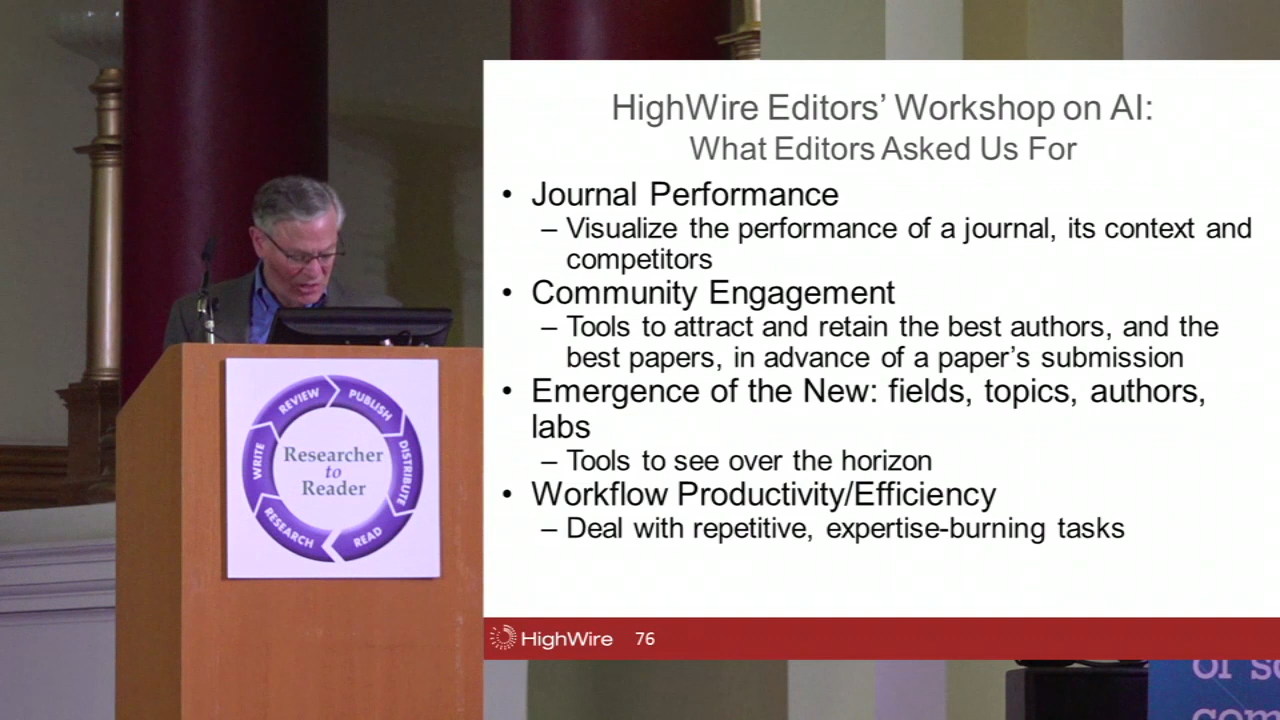 HighWire Editors’ Workshop on AI:
What Editors Asked Us For
• Journal Performance
– Visualize the performance of a journal, its context and
competitors
• Community Engagement
– Tools to attract and retain the best authors, and the
best papers, in advance of a paper’s submission
• Emergence of the New: fields, topics, authors,
labs
– Tools to see over the horizon
• Workflow Productivity/Efficiency
– Deal with repetitive, expertise-burning tasks
HighWire 76
REVIEW
PUBLISH
DISTRIBUTE
READ
RESEARCH
WRITE
Researcher
to
Reader